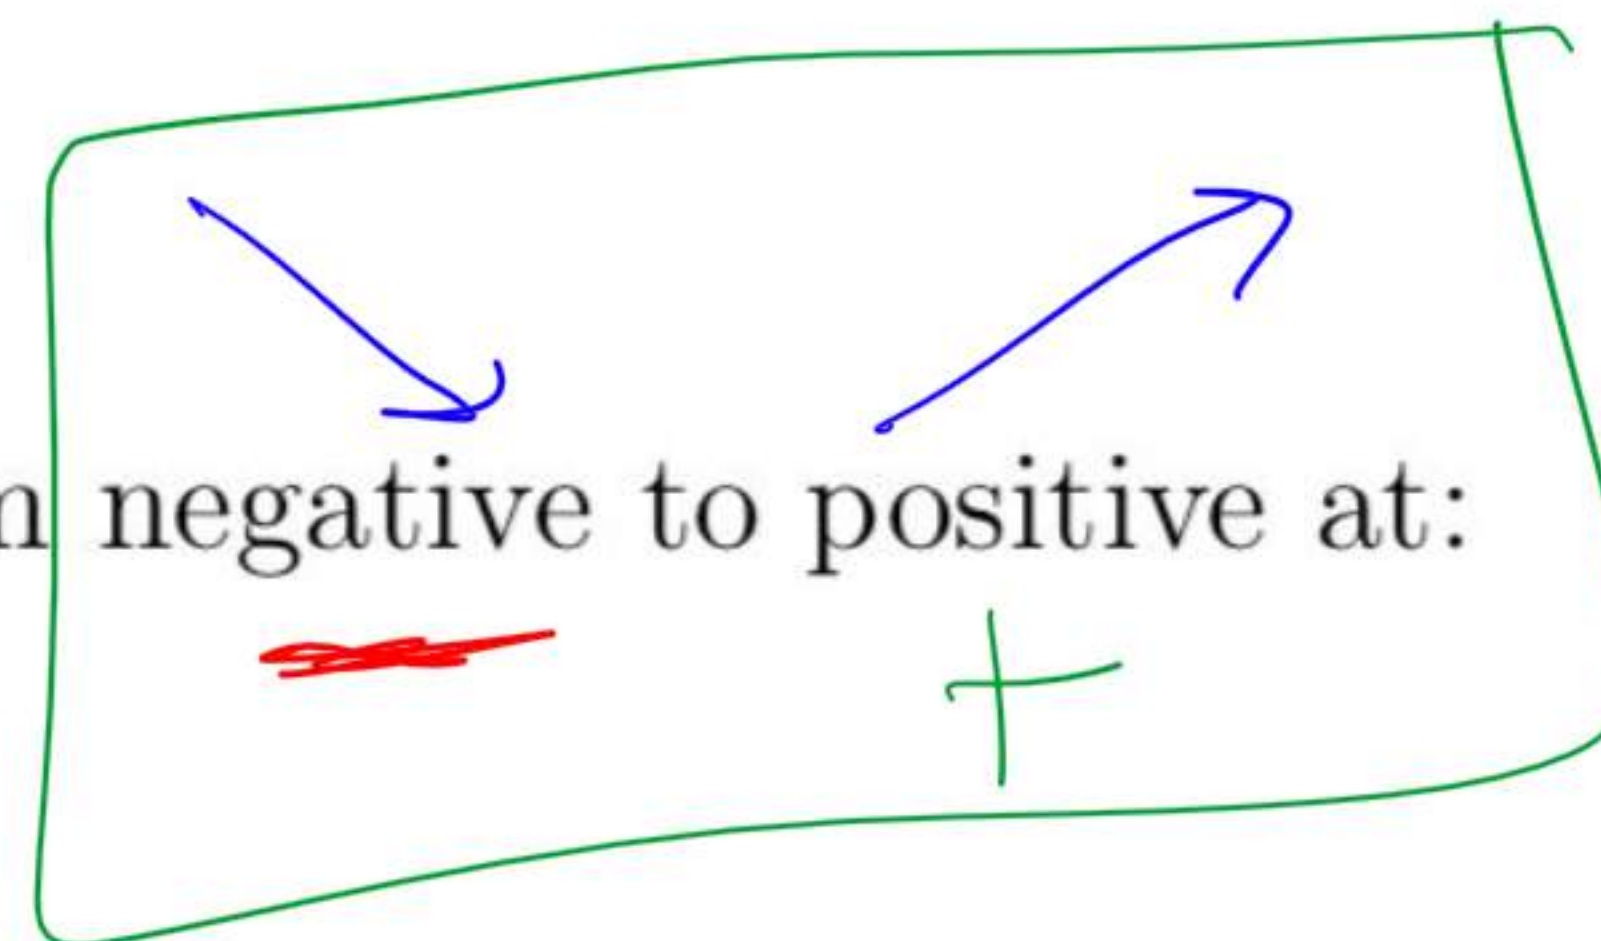 negative to positive at:
− +